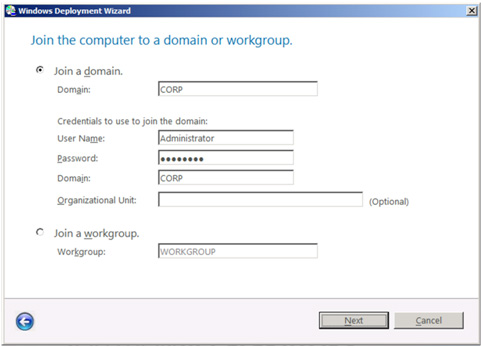 Windows Deployment Wizard
Join the computer to a domain or workgroup.
Join a domain.
Domain: CORP
Credentials to use to join the domain:
User Name: Administrator
Password: ●●●●●●●●
Domain: CORP
Organizational Unit: (Optional)
Join a workgroup.
Workgroup: WORKGROUP
Next Cancel